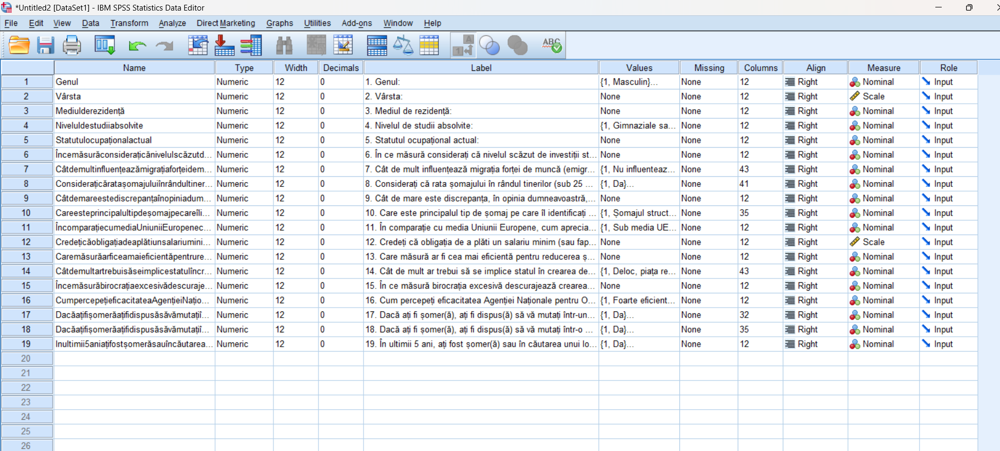 *Untitled2 [DataSet1] - IBM SPSS Statistics Data Editor
File Edit View Data Transform Analyze Direct Marketing Graphs Utilities Add-ons Window Help
A 1 ABC
Name Type Width Decimals Label Values Missing Columns Align Measure Role
1 Genul Numeric 12 0 1. Genul: {1, Masculin}... None 12 Right Nominal Input
2 Vârsta Numeric 12 0 2. Vârsta: None None 12 Right Scale Input
3 Mediulderezidență Numeric 12 0 3. Mediul de rezidență: None None 12 Right Nominal Input
4 Niveluldestudiiabsolvite Numeric 12 0 4. Nivelul de studii absolvite: {1, Gimnaziale sa... None 12 Right Nominal Input
5 Statutulocupaționalactual Numeric 12 0 5. Statutul ocupațional actual: None None 12 Right Nominal Input
6 Încemăsurăconsiderațicănivelulscăzutd... Numeric 12 0 6. În ce măsură considerați că nivelul scăzut de investiții st... None None 12 Right Nominal Input
7 Câtdemultinfluențeazămigrațiaforțeidem... Numeric 12 0 7. Cât de mult influențează migrația forței de muncă (emigr... {1, Nu influenteaz... None 43 Right Nominal Input
8 Considerațicăratașomajuluiînrândultiner... Numeric 12 0 8. Considerați că rata șomajului în rândul tinerilor (sub 25 ... {1, Da}... None 41 Right Nominal Input
9 Câtdemareestediscrepanțaînopiniadum... Numeric 12 0 9. Cât de mare este discrepanța, în opinia dumneavoastră,... None None 12 Right Nominal Input
10 Careesteprincipalultipdeșomajpecareîli... Numeric 12 0 10. Care este principalul tip de șomaj pe care îl identificați ... {1, Șomajul struct... None 35 Right Nominal Input
11 ÎncomparațiecumediaUniuniiEuropenec... Numeric 12 0 11. În comparație cu media Uniunii Europene, cum aprecia... {1, Sub media UE... None 12 Right Nominal Input
12 Credețicăobligațiadeaplătiunsalariumini... Numeric 12 0 12. Credeți că obligația de a plăti un salariu minim (sau fap... None None 12 Right Scale Input
13 Caremăsurăarficeamaieficientăpentrure... Numeric 12 0 13. Care măsură ar fi cea mai eficientă pentru reducerea ș... None None 12 Right Nominal Input
14 Câtdemultartrebuisăseimplicestatulîncr... Numeric 12 0 14. Cât de mult ar trebui să se implice statul în crearea de... {1, Deloc, piața re... None 43 Right Nominal Input
15 Încemăsurăbirocrațiaexcesivădescuraje... Numeric 12 0 15. În ce măsură birocrația excesivă descurajează crearea... None None 12 Right Nominal Input
16 CumpercepețieficacitateaAgențieiNațio... Numeric 12 0 16. Cum percepeți eficacitatea Agenției Naționale pentru O... {1, Foarte eficient... None 12 Right Nominal Input
17 Dacăațifișomerăațifidispusăsăvămutațiî... Numeric 12 0 17. Dacă ați fi șomer(ă), ați fi dispus(ă) să vă mutați într-un... {1, Da}... None 32 Right Nominal Input
18 Dacăațifișomerăațifidispusăsăvămutațiî... Numeric 12 0 18. Dacă ați fi șomer(ă), ați fi dispus(ă) să vă mutați într-o ... {1, Da}... None 35 Right Nominal Input
19 Inultimii5aniațifostșomerăsauîncăutarea... Numeric 12 0 19. În ultimii 5 ani, ați fost șomer(ă) sau în căutarea unui lo... {1, Da}... None 12 Right Nominal Input
20
21
22
23
24
25
26